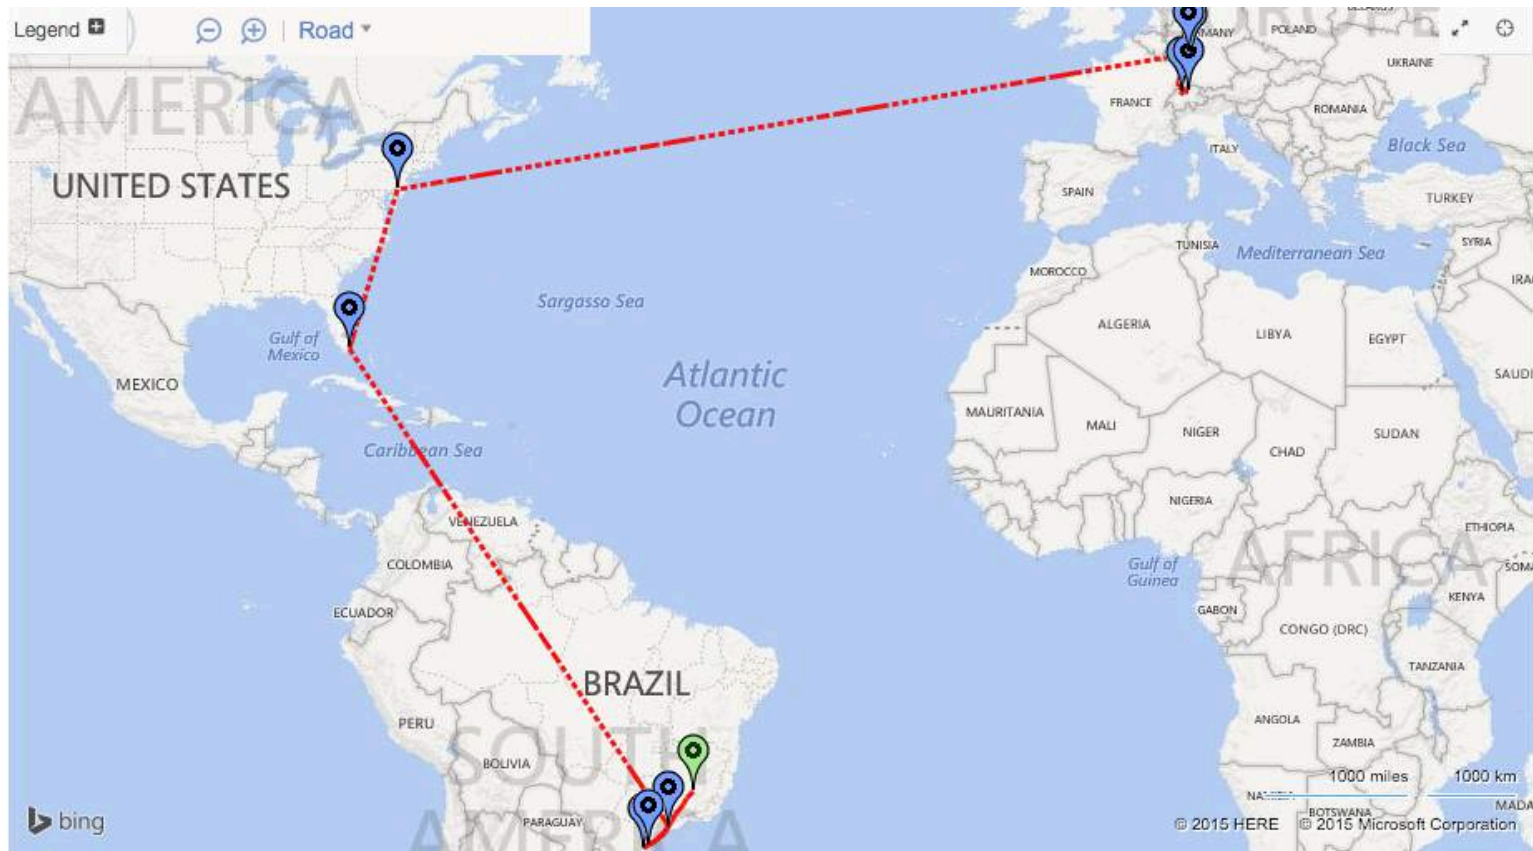 Legend
Road
AMERICA
UNITED STATES
MEXICO
Gulf of
Mexico
Caribbean Sea
Sargasso Sea
Atlantic
Ocean
VENEZUELA
COLOMBIA
ECUADOR
PERU
BRAZIL
BOLIVIA
SOUTH
AMERICA
PARAGUAY
POLAND
UKRAINE
FRANCE
ROMANIA
ITALY
Black Sea
SPAIN
TURKEY
TUNISIA
Mediterranean Sea
SYRIA
MOROCCO
ALGERIA
LIBYA
EGYPT
MAURITANIA
MALI
NIGER
CHAD
SUDAN
NIGERIA
ETHIOPIA
AFRICA
Gulf of
Guinea
GABON
KENYA
CONGO (DRC)
TANZANIA
ANGOLA
ZAMBIA
BOTSWANA
1000 miles
1000 km
bing
© 2015 HERE
© 2015 Microsoft Corporation